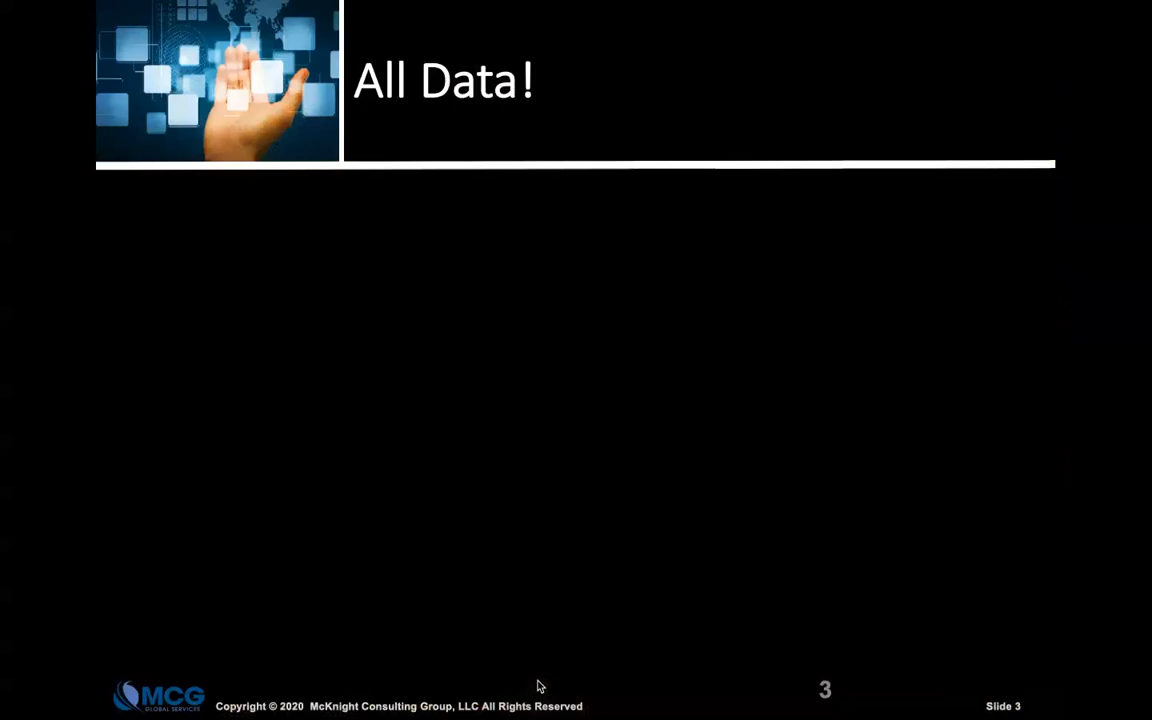 All Data!
3
MCG
GLOBAL SERVICES
Copyright © 2020 McKnight Consulting Group, LLC All Rights Reserved
Slide 3